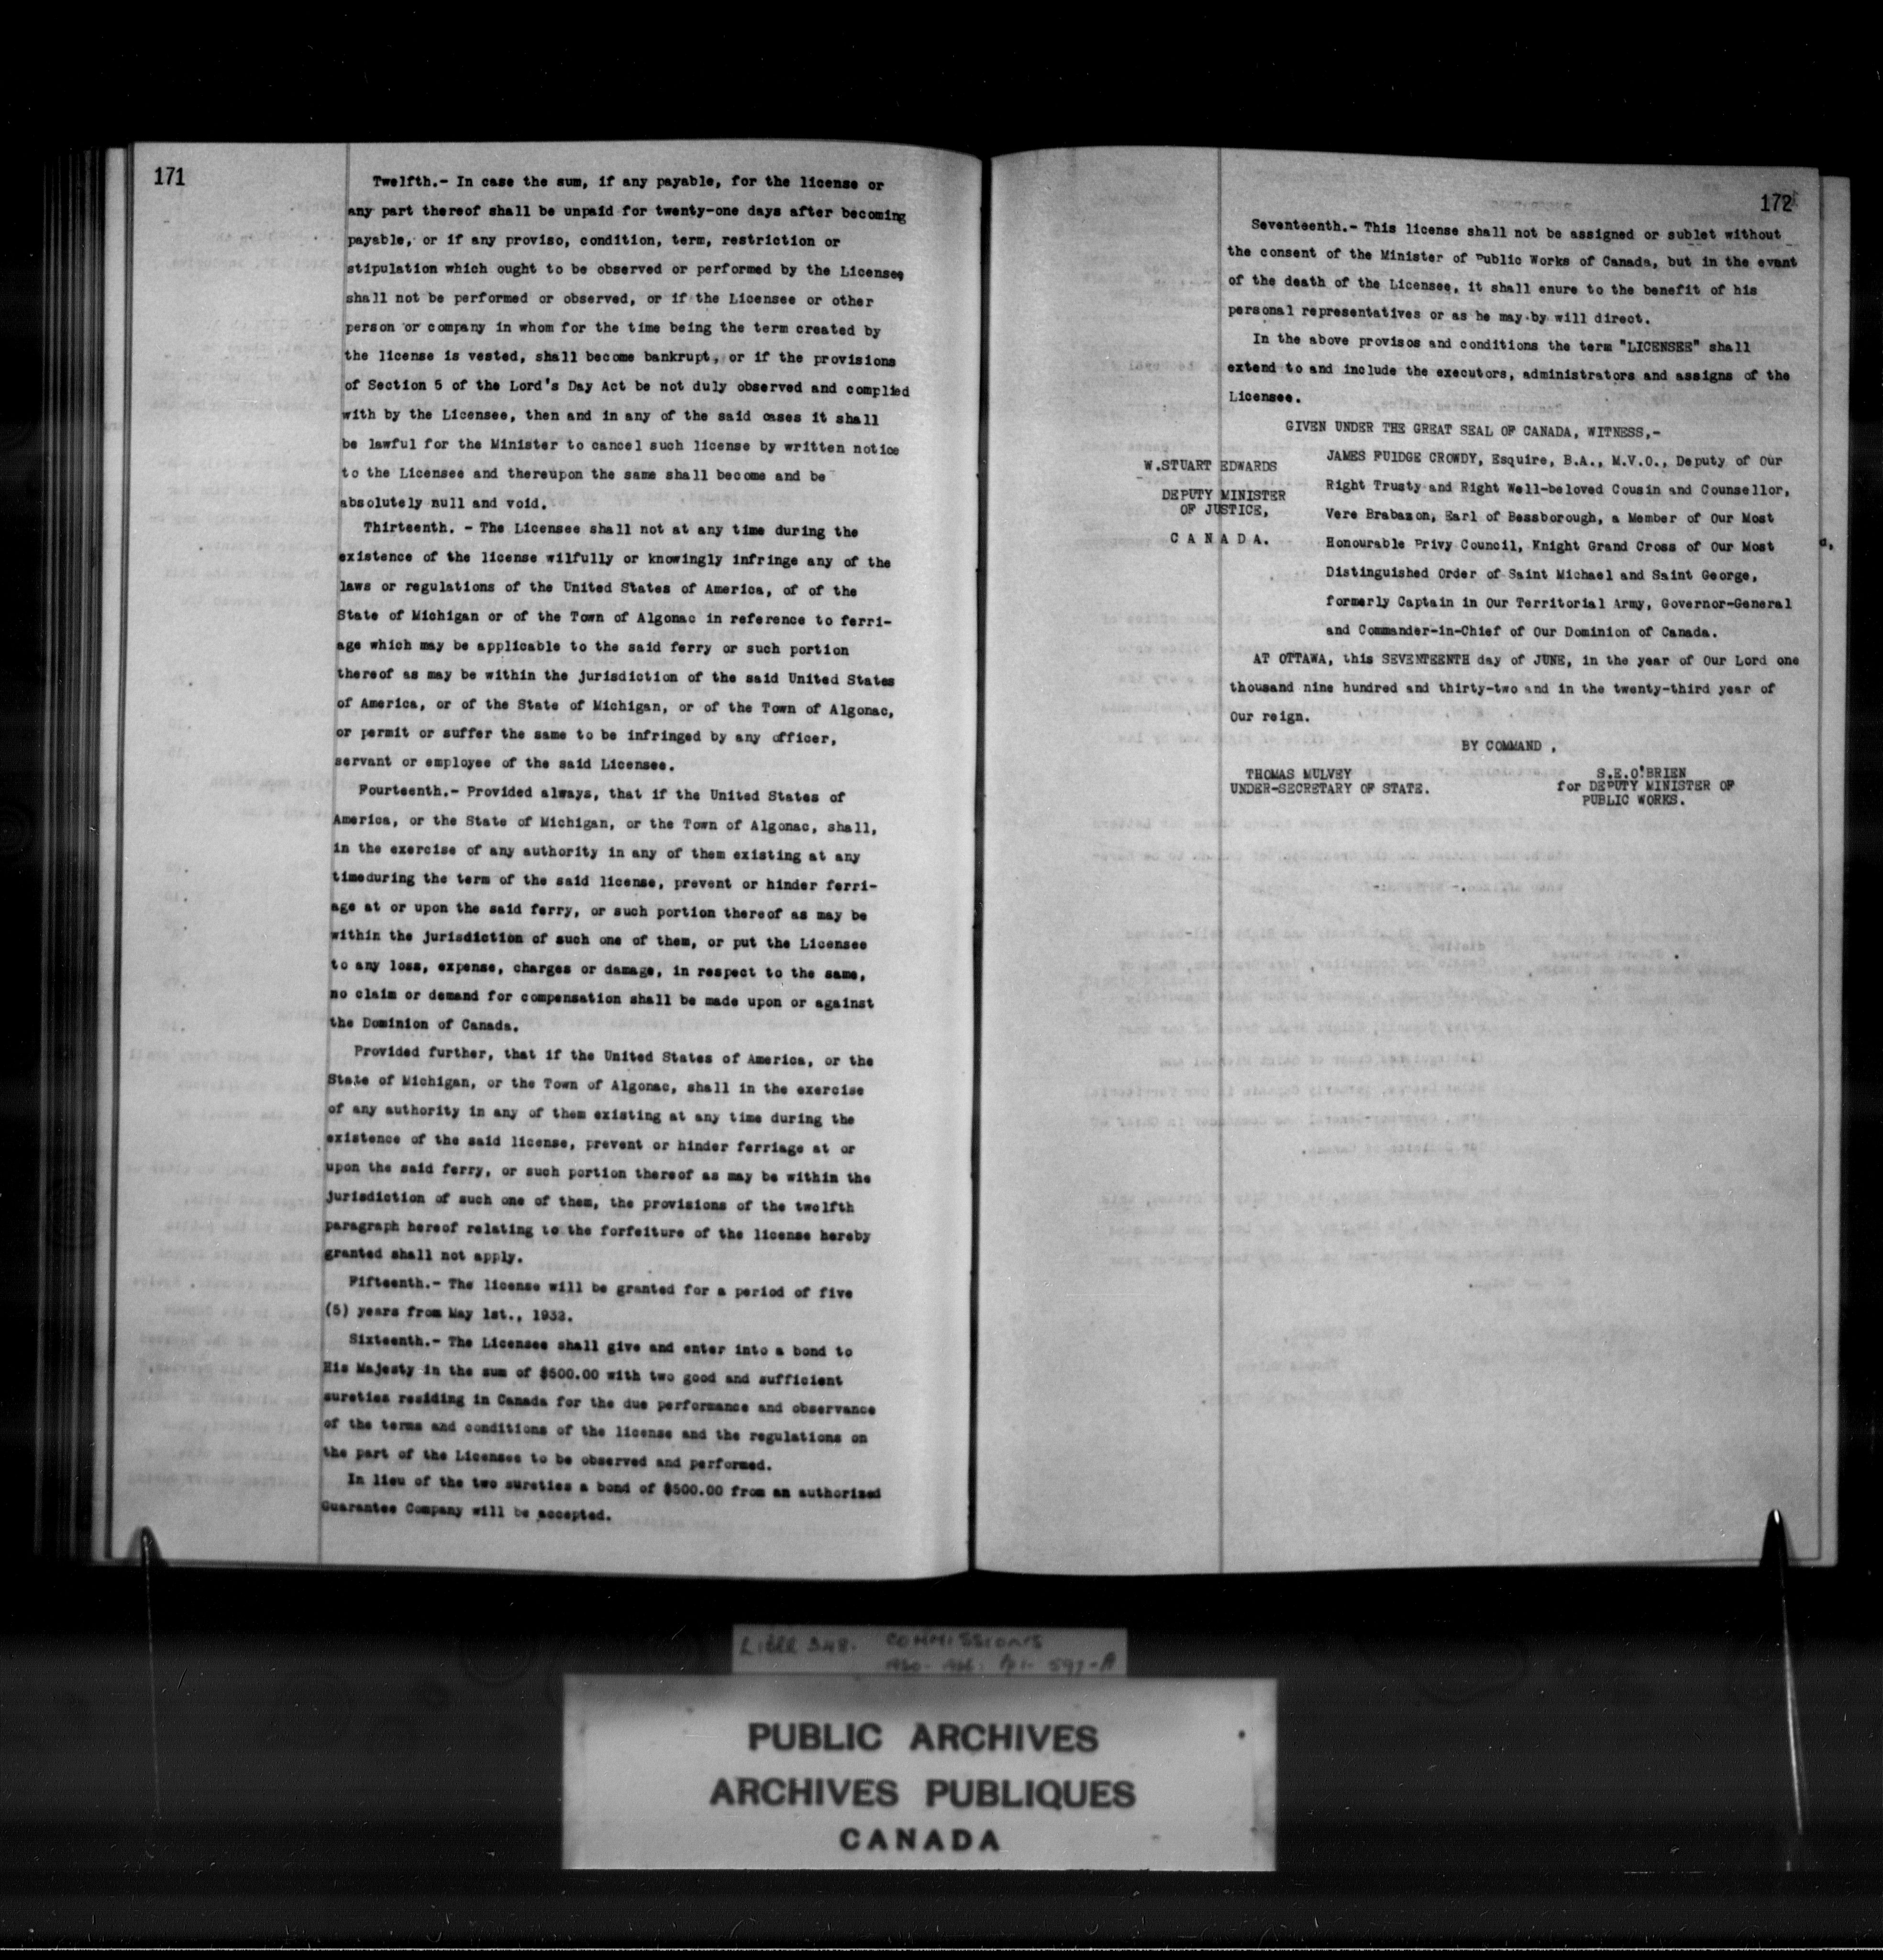 171
Twelfth.- In case the sum, if any payable, for the license or
any part thereof shall be unpaid for twenty-one days after becoming
payable, or if any proviso, condition, term, restriction or
stipulation which ought to be observed or performed by the Licensee,
shall not be performed or observed, or if the Licensee or other
person or company in whom for the time being the term created by
the license is vested, shall become bankrupt, or if the provisions
of Section 5 of the Lord's Day Act be not duly observed and complied
with by the Licensee, then and in any of the said cases it shall
be lawful for the Minister to cancel such license by written notice
to the Licensee and thereupon the same shall become and be
absolutely null and void.
Thirteenth. - The Licensee shall not at any time during the
existence of the license wilfully or knowingly infringe any of the
laws or regulations of the United States of America, of of the
State of Michigan or of the Town of Algonac in reference to ferri-
age which may be applicable to the said ferry or such portion
thereof as may be within the jurisdiction of the said United States
of America, or of the State of Michigan, or of the Town of Algonac,
or permit or suffer the same to be infringed by any officer,
servant or employee of the said Licensee.
Fourteenth.- Provided always, that if the United States of
America, or the State of Michigan, or the Town of Algonac, shall,
in the exercise of any authority in any of them existing at any
timeduring the term of the said license, prevent or hinder ferri-
age at or upon the said ferry, or such portion thereof as may be
within the jurisdiction of such one of them, or put the Licensee
to any loss, expense, charges or damage, in respect to the same,
no claim or demand for compensation shall be made upon or against
the Dominion of Canada.
Provided further, that if the United States of America, or the
State of Michigan, or the Town of Algonac, shall in the exercise
of any authority in any of them existing at any time during the
existence of the said license, prevent or hinder ferriage at or
upon the said ferry, or such portion thereof as may be within the
jurisdiction of such one of them, the provisions of the twelfth
paragraph hereof relating to the forfeiture of the license hereby
granted shall not apply.
Fifteenth.- The license will be granted for a period of five
(5) years from May 1st., 1932.
Sixteenth.- The Licensee shall give and enter into a bond to
His Majesty in the sum of $500.00 with two good and sufficient
sureties residing in Canada for the due performance and observance
of the terms and conditions of the license and the regulations on
the part of the Licensee to be observed and performed.
In lieu of the two sureties a bond of $500.00 from an authorized
Guarantee Company will be accepted.
172
Seventeenth.- This license shall not be assigned or sublet without
the consent of the Minister of Public Works of Canada, but in the event
of the death of the Licensee, it shall enure to the benefit of his
personal representatives or as he may by will direct.
In the above provisos and conditions the term "LICENSEE" shall
extend to and include the executors, administrators and assigns of the
Licensee.
GIVEN UNDER THE GREAT SEAL OF CANADA, WITNESS,-
W.STUART EDWARDS
DEPUTY MINISTER
OF JUSTICE,
CANADA.
JAMES FUIDGE CROWDY, Esquire, B.A., M.V.O., Deputy of Our
Right Trusty and Right Well-beloved Cousin and Counsellor,
Vere Brabazon, Earl of Bessborough, a Member of Our Most
Honourable Privy Council, Knight Grand Cross of Our Most
Distinguished Order of Saint Michael and Saint George,
formerly Captain in Our Territorial Army, Governor-General
and Commander-in-Chief of Our Dominion of Canada.
AT OTTAWA, this SEVENTEENTH day of JUNE, in the year of Our Lord one
thousand nine hundred and thirty-two and in the twenty-third year of
Our reign.
BY COMMAND ,
THOMAS MULVEY
UNDER-SECRETARY OF STATE.
S.E.O'BRIEN
for DEPUTY MINISTER OF
PUBLIC WORKS.
COMMISSIONS
PUBLIC ARCHIVES
ARCHIVES PUBLIQUES
CANADA